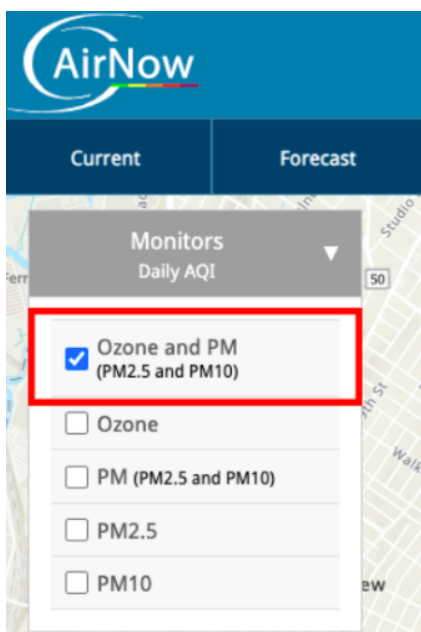 AirNow
Current
Forecast
Studio
Monitors
Daily AQI
50
Ozone and PM
(PM2.5 and PM10)
Ozone
PM (PM2.5 and PM10)
PM2.5
PM10